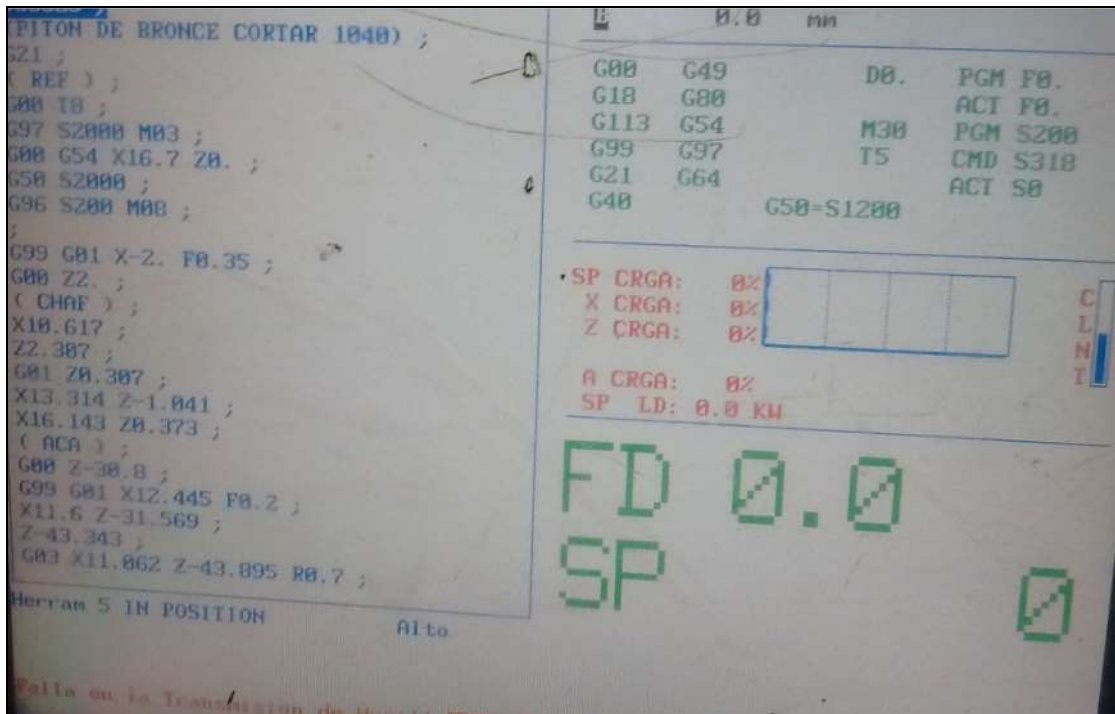 (PITON DE BRONCE CORTAR 1040) ;
G21 ;
( REF ) ;
G00 T8 ;
G97 S2000 M03 ;
G00 G54 X16.7 Z0. ;
G50 S2000 ;
G96 S200 M08 ;
;
G99 G01 X-2. F0.35 ;
G00 Z2. ;
( CHAF ) ;
X10.617 ;
Z2.307 ;
G01 Z0.307 ;
X13.314 Z-1.041 ;
X16.143 Z0.373 ;
( ACA ) ;
G00 Z-30.8 ;
G99 G01 X12.445 F0.2 ;
X11.6 Z-31.569 ;
Z-43.343 ;
G03 X11.062 Z-43.895 R0.7 ;
Herram 5 IN POSITION Alto
Falla en la Transmision de
0.0 mm
G00 G49 D0. PGM F0.
G18 G80 ACT F0.
G113 G54 M30 PGM S200
G99 G97 T5 CMD S318
G21 G64 ACT S0
G40 G50=S1200
SP CRGA: 0%
X CRGA: 0%
Z CRGA: 0%
A CRGA: 0%
SP LD: 0.0 KW
CLNT
FD 0.0
SP 0